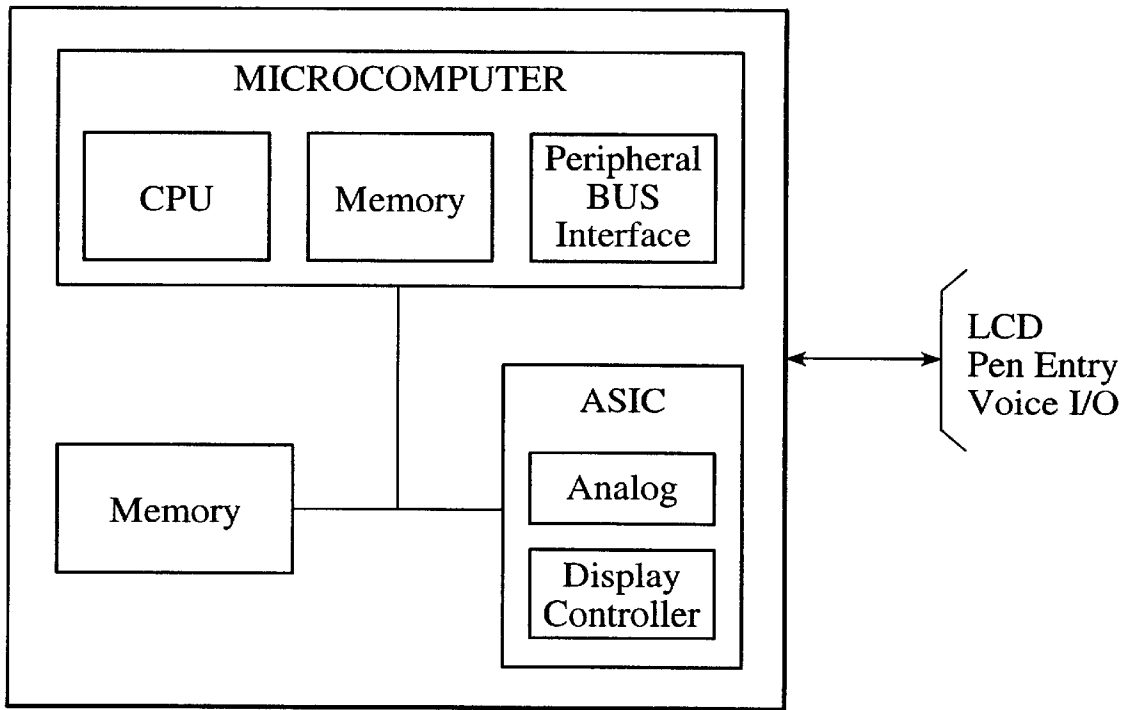 MICROCOMPUTER
CPU
Memory
Peripheral
BUS
Interface
LCD
Pen Entry
Voice I/O
ASIC
Analog
Display
Controller
Memory